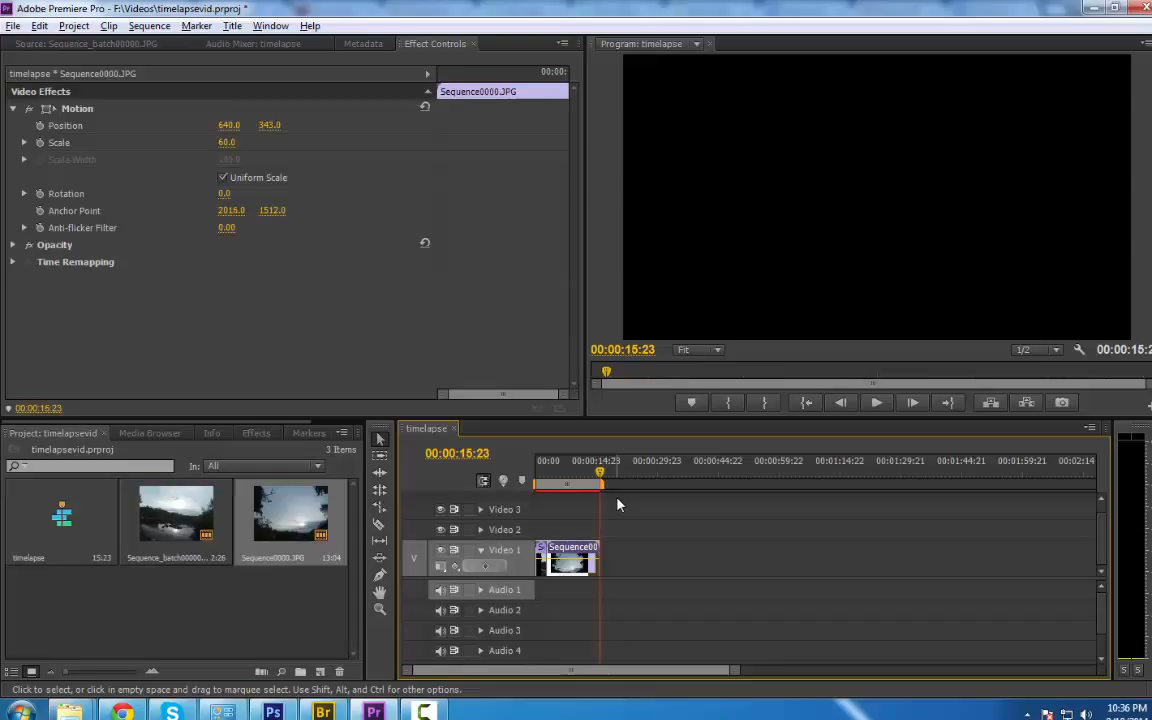 Adobe Premiere Pro - F:\Videos\timelapsevid.prproj *
File Edit Project Clip Sequence Marker Title Window Help
Source: Sequence_batch00000.JPG Audio Mixer: timelapse Metadata Effect Controls
Program: timelapse
timelapse * Sequence0000.JPG
00:00:
Video Effects
Sequence0000.JPG
Motion
Position 640.0 343.0
Scale 60.0
Scale Width
Uniform Scale
Rotation 0.0
Anchor Point 2016.0 1512.0
Anti-flicker Filter 0.00
Opacity
Time Remapping
00:00:15:23
00:00:15:23 Fit 1/2 00:00:15:
Project: timelapsevid Media Browser Info Effects Markers
timelapsevid.prproj 3 Items
In: All
timelapse 15:23
Sequence_batch00000... 2:26
Sequence0000.JPG 13:04
timelapse
00:00:15:23
00:00 00:00:14:23 00:00:29:23 00:00:44:22 00:00:59:22 00:01:14:22 00:01:29:21 00:01:44:21 00:01:59:21 00:02:14
Video 3
Video 2
V Video 1
Sequence00
Audio 1
Audio 2
Audio 3
Audio 4
S S
Click to select, or click in empty space and drag to marquee select. Use Shift, Alt, and Ctrl for other options.
Ps Br Pr
10:36 PM